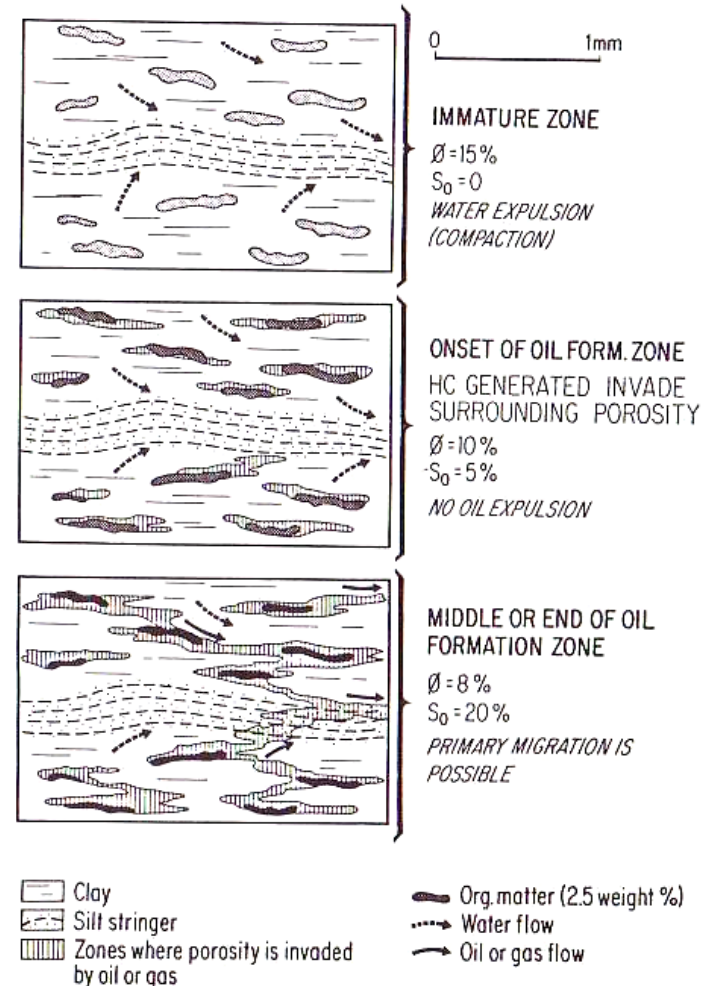 0 1mm
IMMATURE ZONE
Ø=15%
S₀=0
WATER EXPULSION
(COMPACTION)
ONSET OF OIL FORM. ZONE
HC GENERATED INVADE
SURROUNDING POROSITY
Ø=10%
S₀=5%
NO OIL EXPULSION
MIDDLE OR END OF OIL
FORMATION ZONE
Ø=8%
S₀=20%
PRIMARY MIGRATION IS
POSSIBLE
Clay
Silt stringer
Zones where porosity is invaded
by oil or gas
Org. matter (2.5 weight %)
Water flow
Oil or gas flow